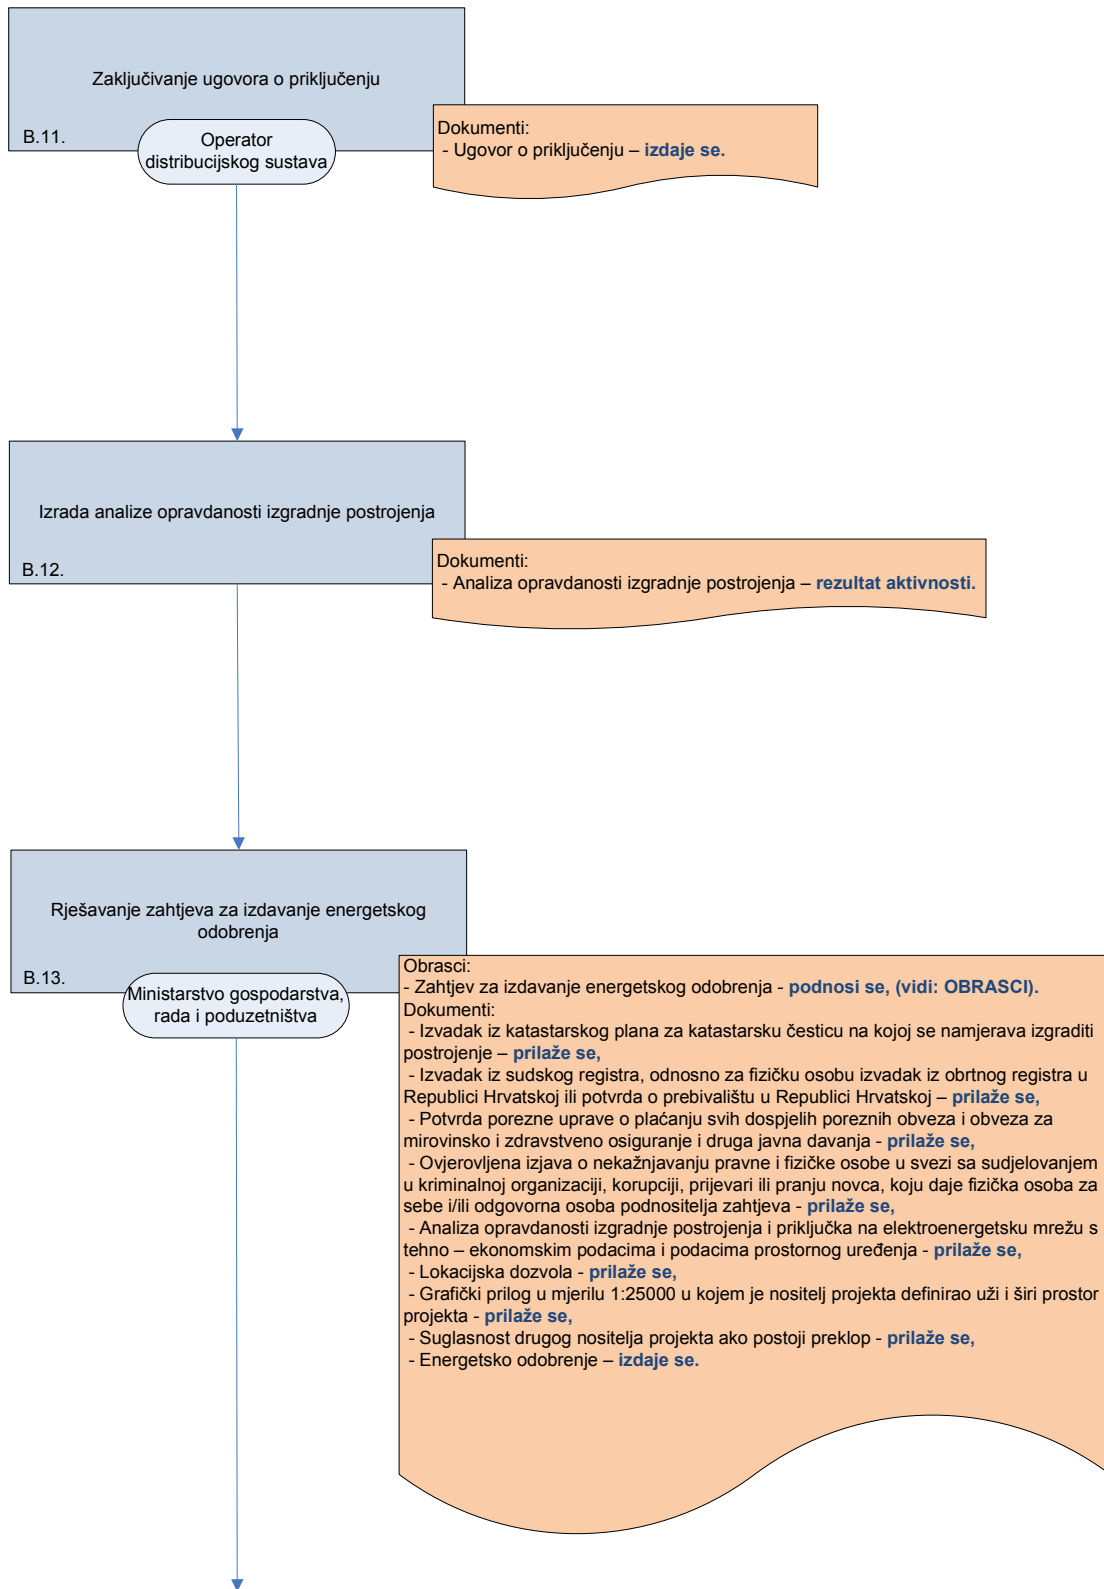 Zaključivanje ugovora o priključenju
B.11.
Operator
distribucijskog sustava
Dokumenti:
- Ugovor o priključenju – izdaje se.
Izrada analize opravdanosti izgradnje postrojenja
B.12.
Dokumenti:
- Analiza opravdanosti izgradnje postrojenja – rezultat aktivnosti.
Rješavanje zahtjeva za izdavanje energetskog
odobrenja
B.13.
Ministarstvo gospodarstva,
rada i poduzetništva
Obrasci:
- Zahtjev za izdavanje energetskog odobrenja - podnosi se, (vidi: OBRASCI).
Dokumenti:
- Izvadak iz katastarskog plana za katastarsku česticu na kojoj se namjerava izgraditi
postrojenje – prilaže se,
- Izvadak iz sudskog registra, odnosno za fizičku osobu izvadak iz obrtnog registra u
Republici Hrvatskoj ili potvrda o prebivalištu u Republici Hrvatskoj – prilaže se,
- Potvrda porezne uprave o plaćanju svih dospjelih poreznih obveza i obveza za
mirovinsko i zdravstveno osiguranje i druga javna davanja - prilaže se,
- Ovjerovljena izjava o nekažnjavanju pravne i fizičke osobe u svezi sa sudjelovanjem
u kriminalnoj organizaciji, korupciji, prijevari ili pranju novca, koju daje fizička osoba za
sebe i/ili odgovorna osoba podnositelja zahtjeva - prilaže se,
- Analiza opravdanosti izgradnje postrojenja i priključka na elektroenergetsku mrežu s
tehno – ekonomskim podacima i podacima prostornog uređenja - prilaže se,
- Lokacijska dozvola - prilaže se,
- Grafički prilog u mjerilu 1:25000 u kojem je nositelj projekta definirao uži i širi prostor
projekta - prilaže se,
- Suglasnost drugog nositelja projekta ako postoji preklop - prilaže se,
- Energetsko odobrenje – izdaje se.